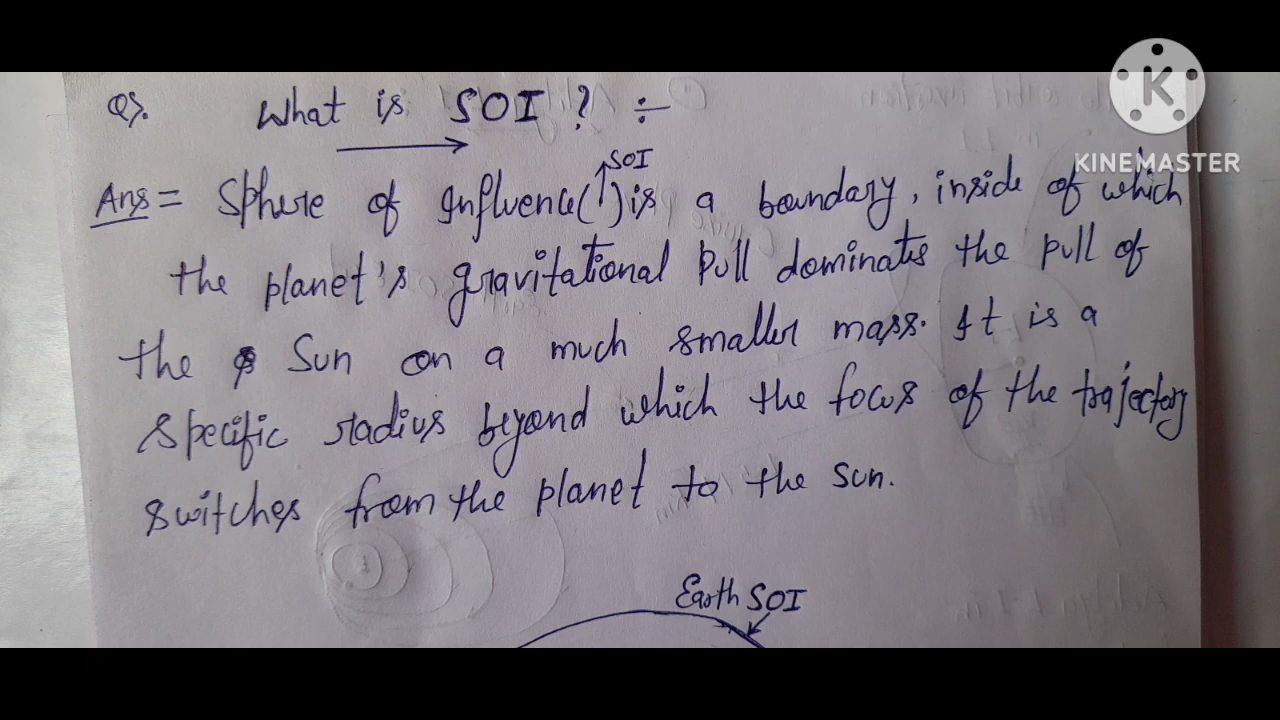 Q>. What is SOI ? ÷
SOI
Ans = Sphere of Influence( ) is a boundary, inside of which
the planet's gravitational pull dominates the pull of
the Sun on a much smaller mass. It is a
specific radius beyond which the focus of the trajectory
switches from the planet to the sun.
Earth SOI
K
KINEMASTER